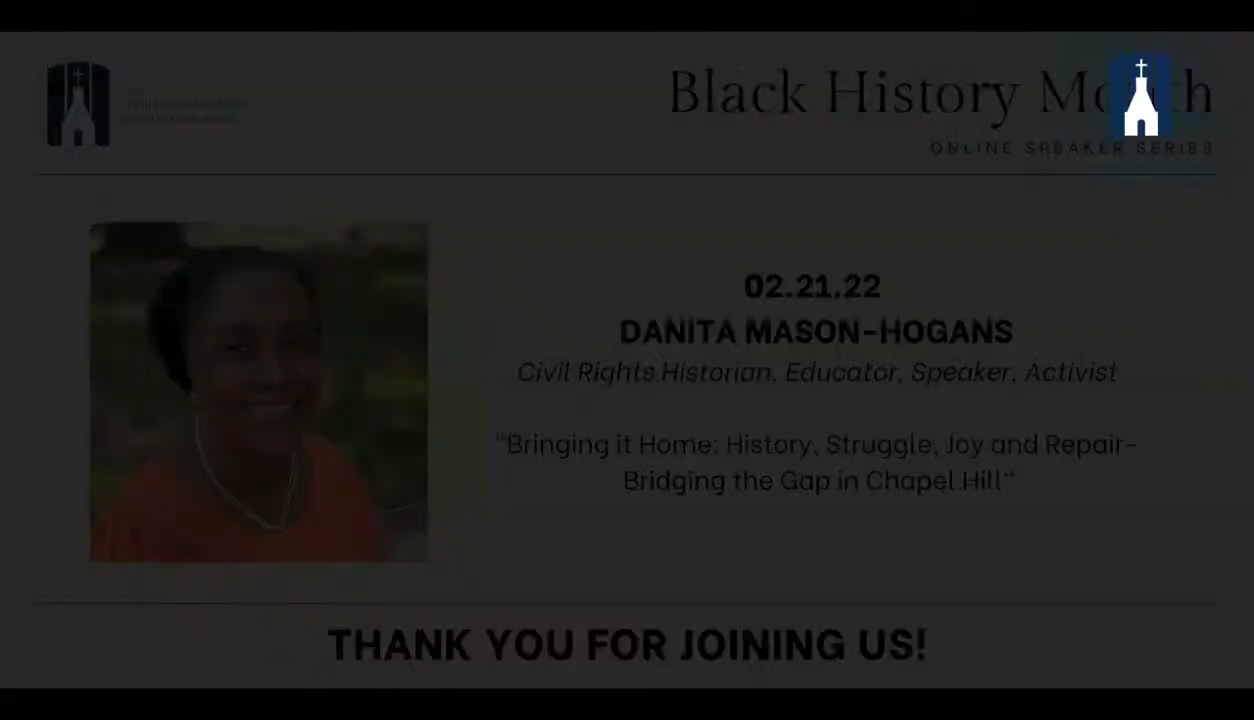 Black History Month
ONLINE SPEAKER SERIES
02.21.22
DANITA MASON-HOGANS
Civil Rights Historian, Educator, Speaker, Activist
"Bringing it Home: History, Struggle, Joy and Repair-
Bridging the Gap in Chapel Hill"
THANK YOU FOR JOINING US!